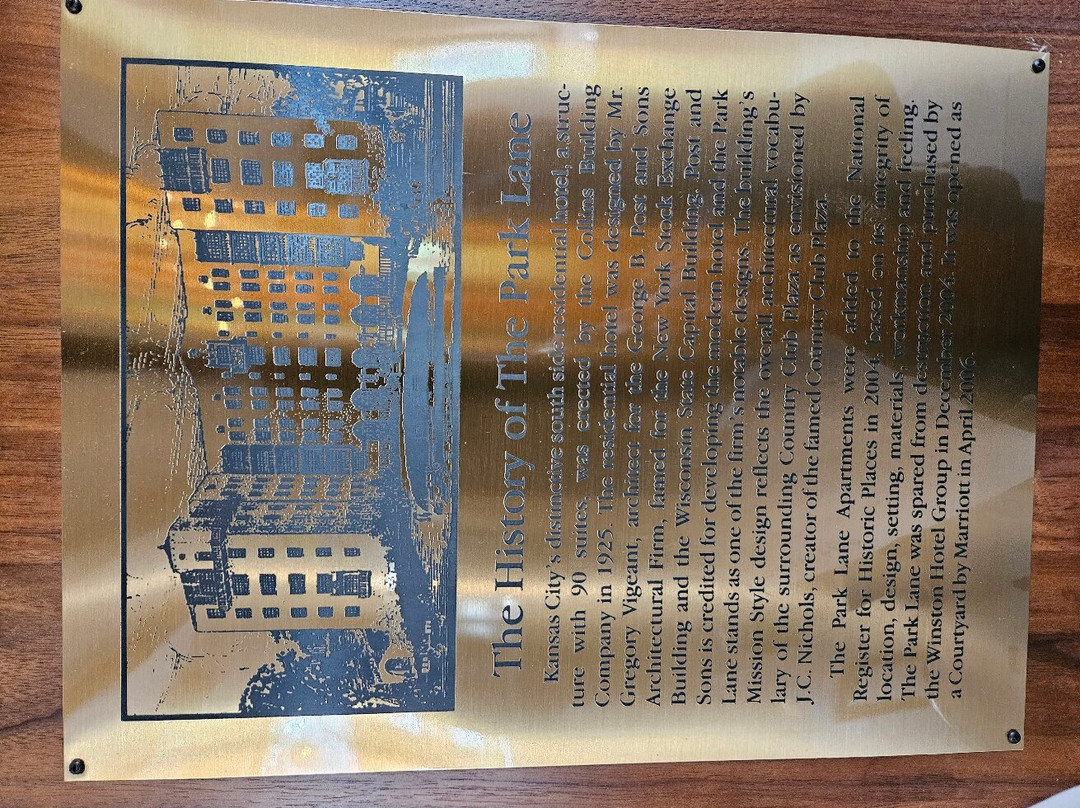 The History of The Park Lane
Kansas City's distinctive south side residential hotel, a struc-
ture with 90 suites, was erected by the Collins Building
Company in 1925. The residential hotel was designed by Mr.
Gregory Vigeant, architect for the George B. Post and Sons
Architectural Firm, famed for the New York Stock Exchange
Building and the Wisconsin State Capital Building. Post and
Sons is credited for developing the modern hotel and the Park
Lane stands as one of the firm's notable designs. The building's
Mission Style design reflects the overall architectural vocabu-
lary of the surrounding Country Club Plaza as envisioned by
J.C. Nichols, creator of the famed Country Club Plaza.
The Park Lane Apartments were added to the National
Register for Historic Places in 2004, based on its integrity of
location, design, setting, materials, workmanship and feeling.
The Park Lane was spared from destruction and purchased by
the Winston Hotel Group in December 2004. It was opened as
a Courtyard by Marriott in April 2006.